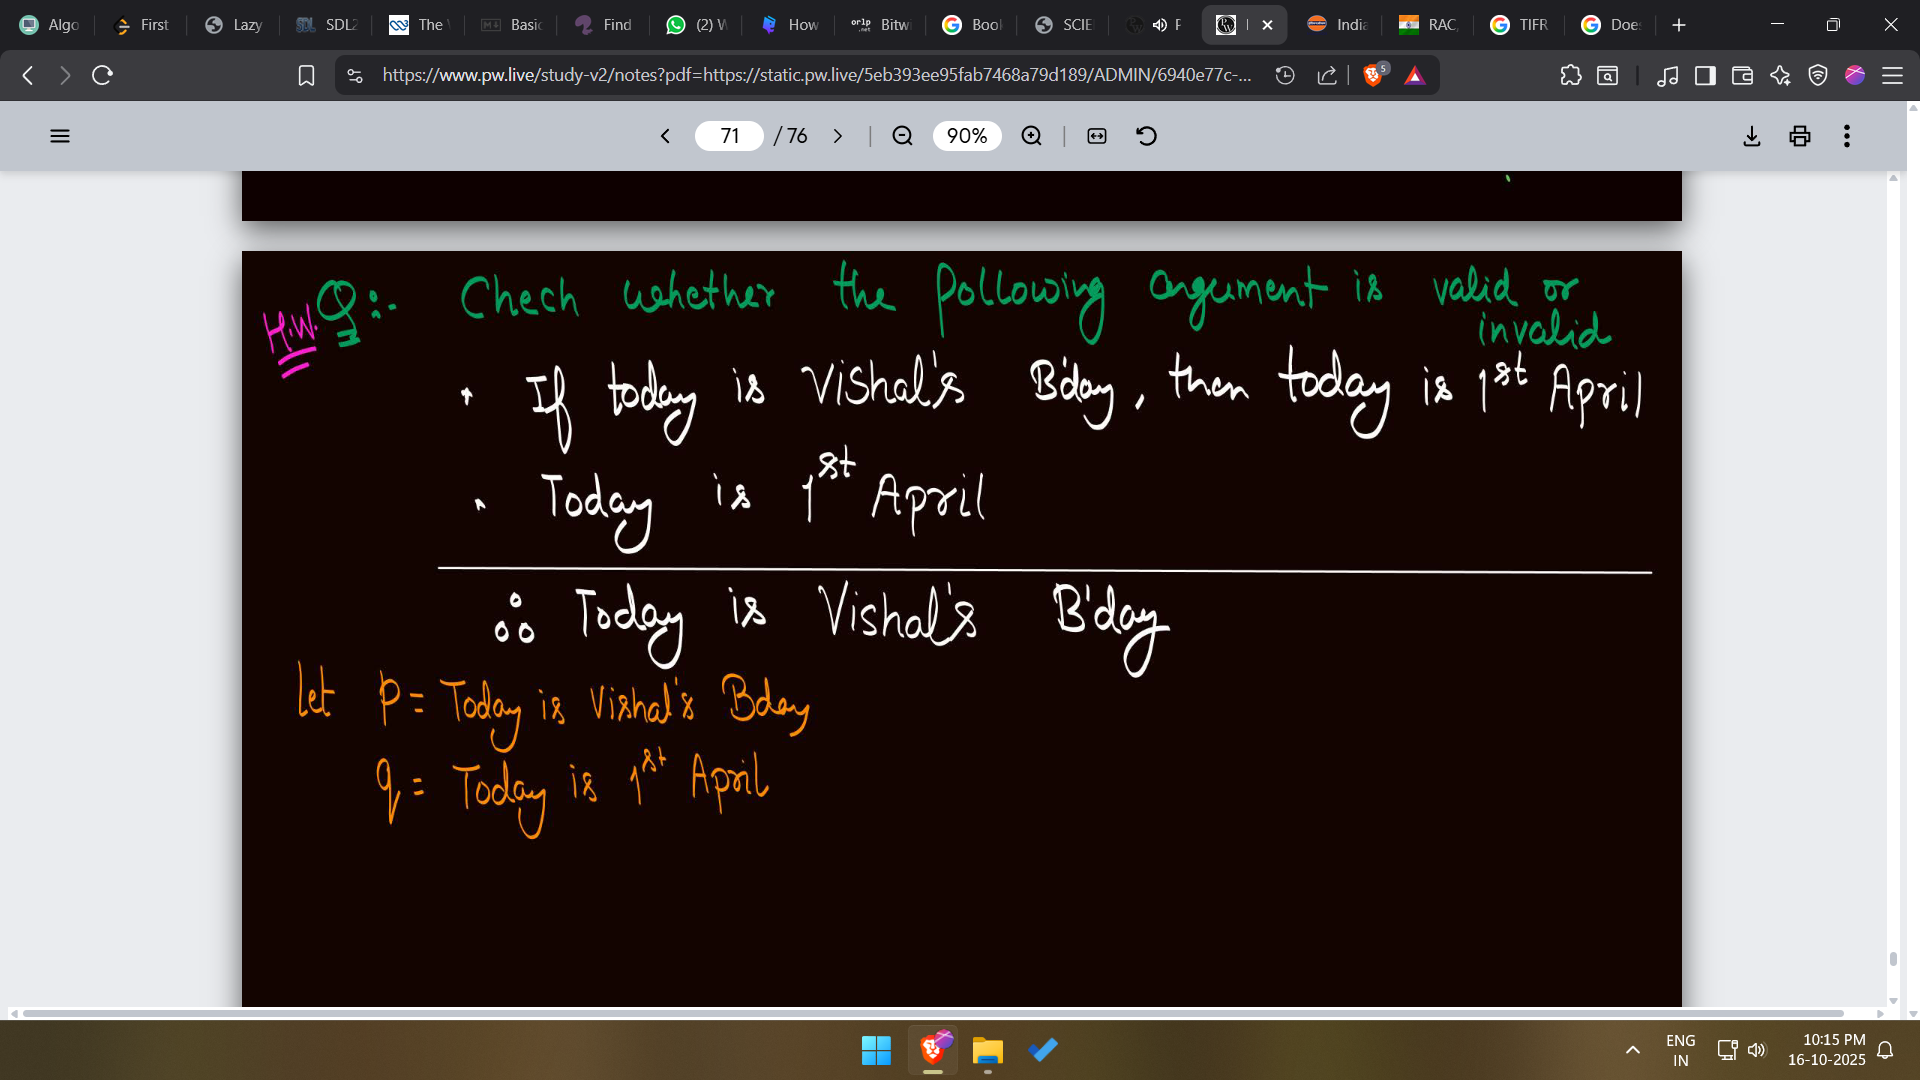 Algo First Lazy SDL2 The Basic Find (2) W How Bitwi Bool SCIE P India RAC, TIFR Does
https://www.pw.live/study-v2/notes?pdf=https://static.pw.live/5eb393ee95fab7468a79d189/ADMIN/6940e77c-... 5
71 / 76 90%
H.W. Q:- Chech whether the following argument is valid or
invalid
If today is Vishal's B'day, then today is 1st April
Today is 1st April
∴ Today is Vishal's B'day
Let p = Today is Vishal's Bday
q = Today is 1st April
ENG 10:15 PM
IN 16-10-2025